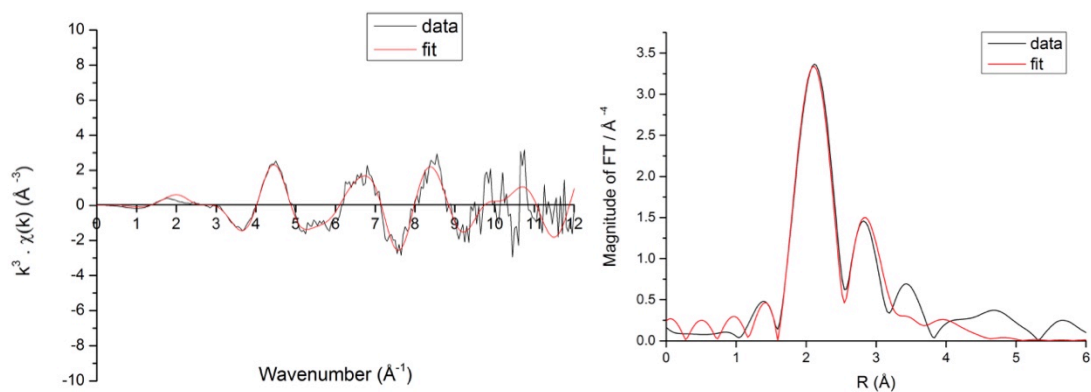 10
8
6
4
2
0
-2
-4
-6
-8
-10
k³ . χ(k) (Å ⁻³)
0 1 2 3 4 5 6 7 8 9 10 11 12
Wavenumber (Å⁻¹)
data
fit
3.5
3.0
2.5
2.0
1.5
1.0
0.5
0.0
Magnitude of FT / Å ⁻⁴
0 1 2 3 4 5 6
R (Å)
data
fit